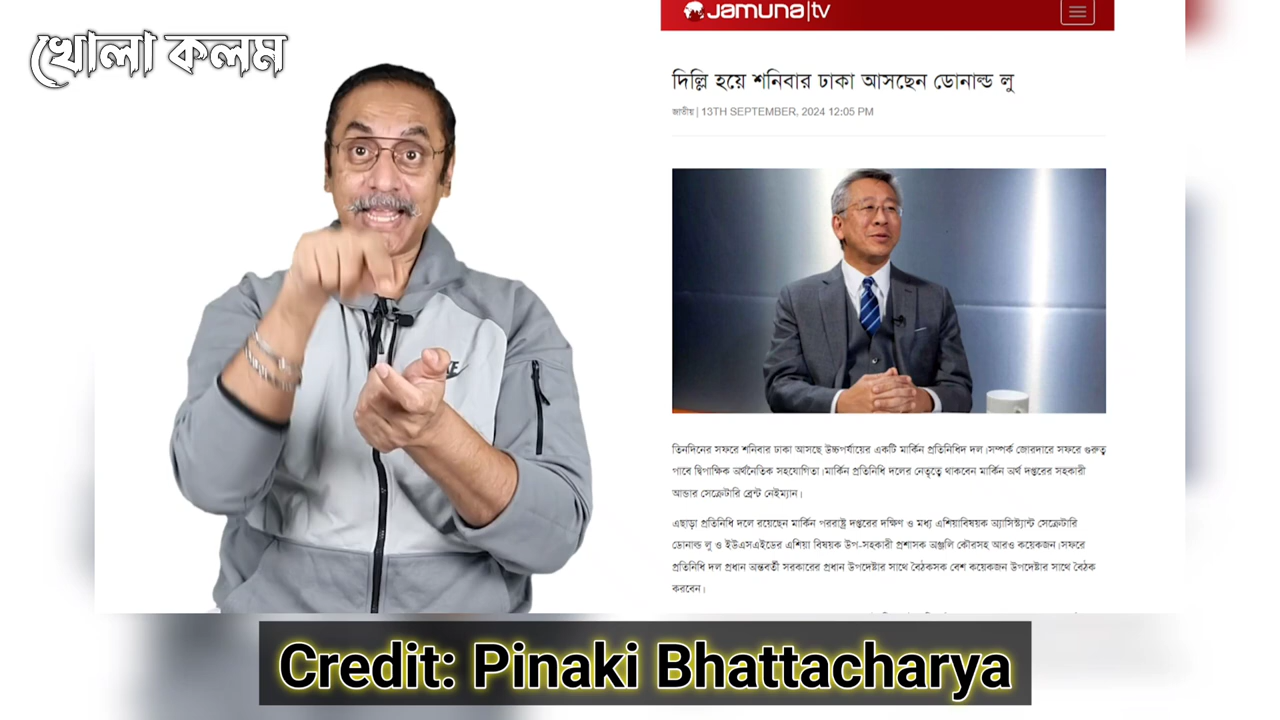 খোলা কলম
Jamuna|tv
দিল্লি হয়ে শনিবার ঢাকা আসছেন ডোনাল্ড লু
জাতীয় | 13TH SEPTEMBER, 2024 12:05 PM
তিনদিনের সফরে শনিবার ঢাকা আসছে উচ্চপর্যায়ের একটি মার্কিন প্রতিনিধিদ দল।সম্পর্ক জোরদারে সফরে গুরুত্ব
পাবে দ্বিপাক্ষিক অর্থনৈতিক সহযোগিতা।মার্কিন প্রতিনিধি দলের নেতৃত্বে থাকবেন মার্কিন অর্থ দপ্তরের সহকারী
আন্ডার সেক্রেটারি ব্রেন্ট নেইম্যান।
এছাড়া প্রতিনিধি দলে রয়েছেন মার্কিন পররাষ্ট্র দপ্তরের দক্ষিণ ও মধ্য এশিয়াবিষয়ক অ্যাসিস্ট্যান্ট সেক্রেটারি
ডোনাল্ড লু ও ইউএসএইডের এশিয়া বিষয়ক উপ-সহকারী প্রশাসক অঞ্জলি কৌরসহ আরও কয়েকজন।সফরে
প্রতিনিধি দল প্রধান অন্তবর্তী সরকারের প্রধান উপদেষ্টার সাথে বৈঠকসক বেশ কয়েকজন উপদেষ্টার সাথে বৈঠক
করবেন।
Credit: Pinaki Bhattacharya